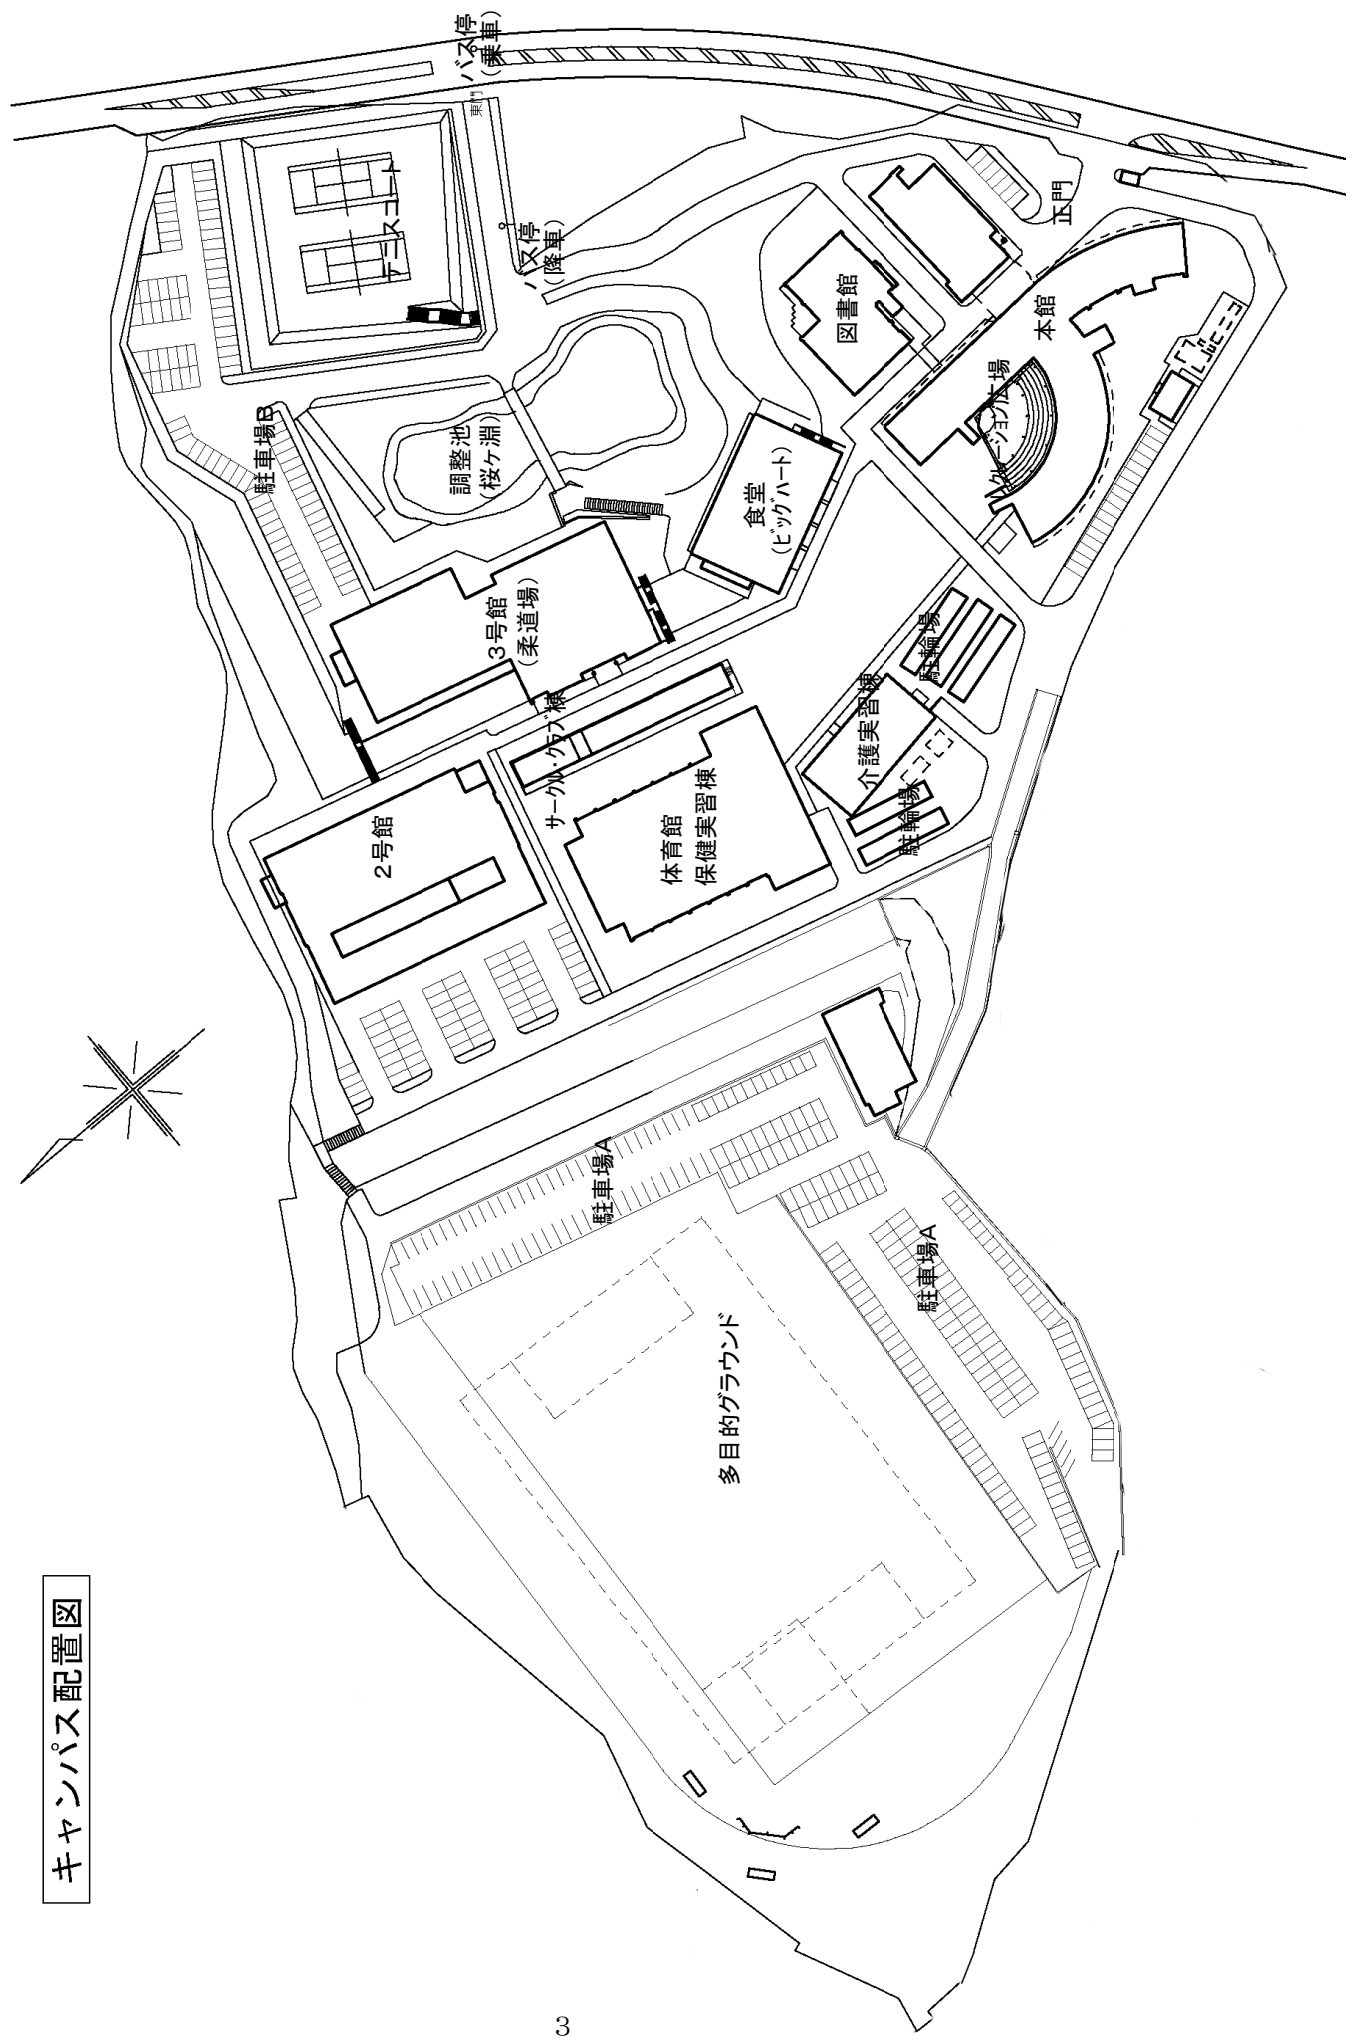 キャンパス配置図
バス停
(乗車)
東門
テニスコート
バス停
(降車)
駐車場B
調整池
(桜ヶ淵)
図書館
正門
本館
クレーション広場
食堂
(ビッグハート)
3号館
(柔道場)
サークル・クラブ棟
2号館
体育館
保健実習棟
介護実習棟
駐輪場
駐輪場
駐車場A
駐車場A
多目的グラウンド
3